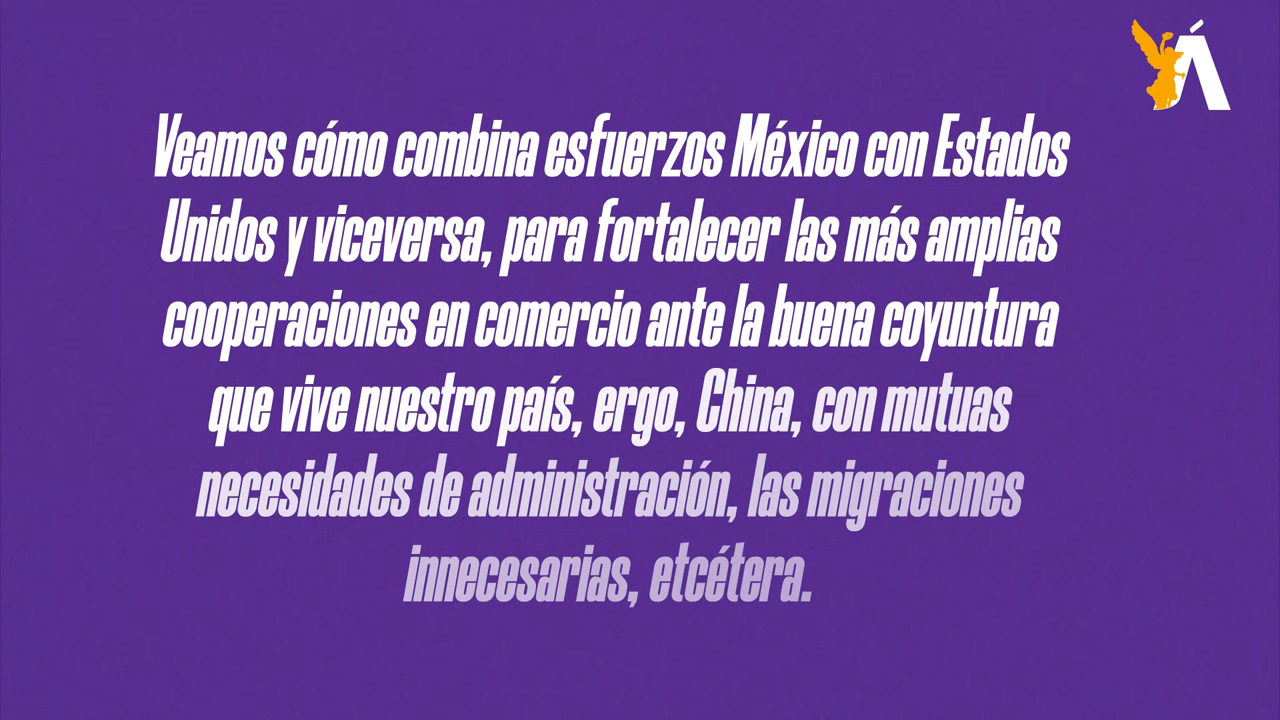 Á
Veamos cómo combina esfuerzos México con Estados
Unidos y viceversa, para fortalecer las más amplias
cooperaciones en comercio ante la buena coyuntura
que vive nuestro país, ergo, China, con mutuas
necesidades de administración, las migraciones
innecesarias, etcétera.